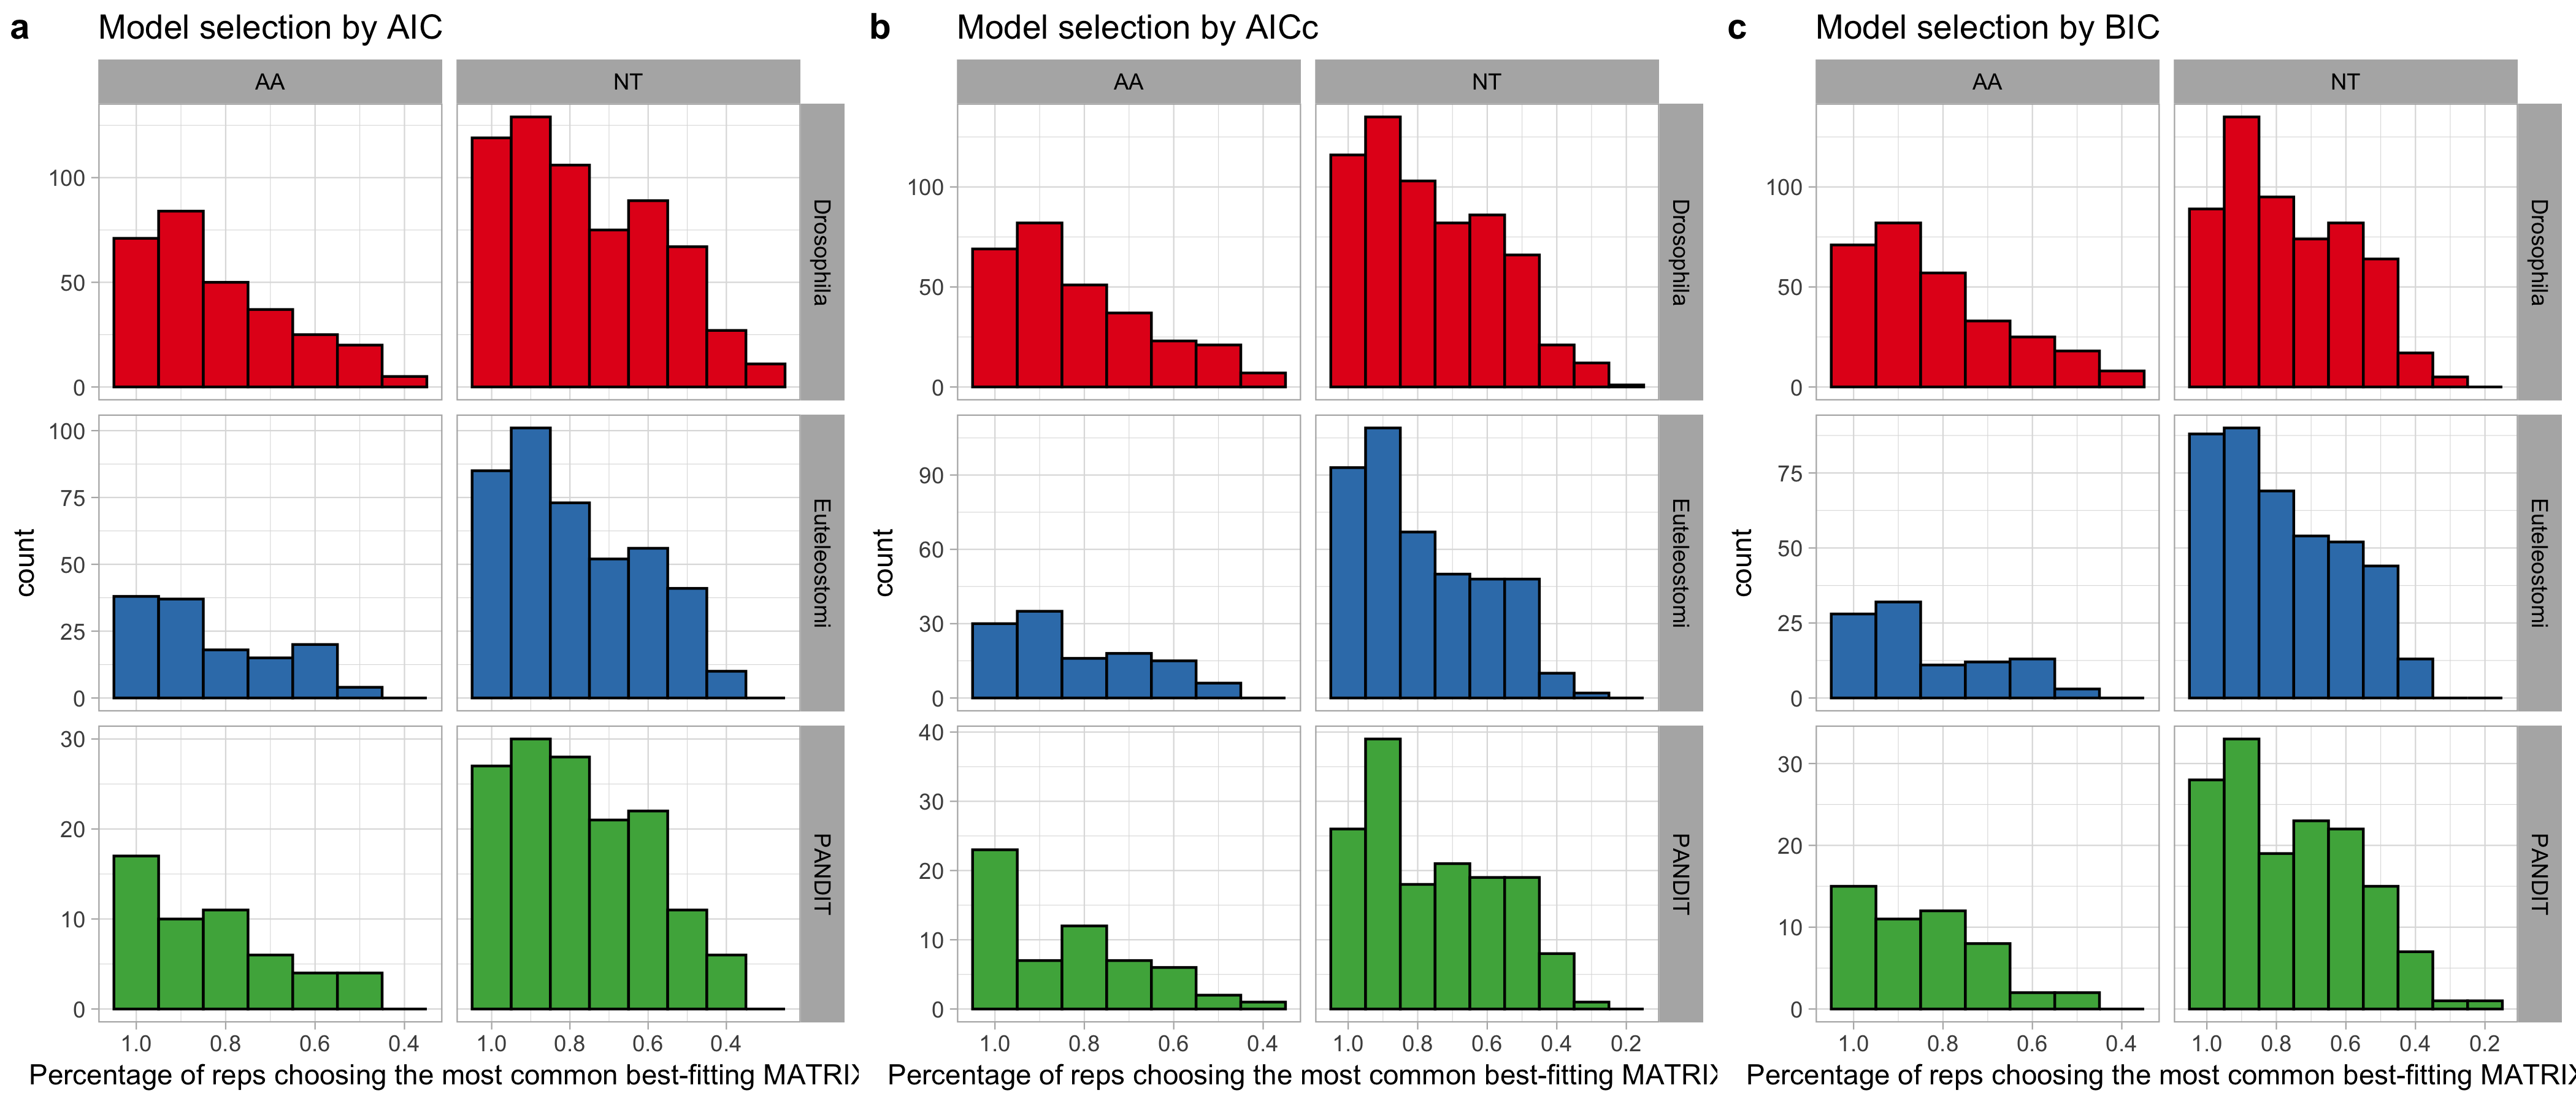 a Model selection by AIC
AA NT
100
50
0
Drosophila
100
75
50
25
0
Euteleostomi
30
20
10
0
PANDIT
count
1.0 0.8 0.6 0.4 1.0 0.8 0.6 0.4
Percentage of reps choosing the most common best-fitting MATRIX
b Model selection by AICc
AA NT
100
50
0
Drosophila
90
60
30
0
Euteleostomi
40
30
20
10
0
PANDIT
count
1.0 0.8 0.6 0.4 1.0 0.8 0.6 0.4 0.2
Percentage of reps choosing the most common best-fitting MATRIX
c Model selection by BIC
AA NT
100
50
0
Drosophila
75
50
25
0
Euteleostomi
30
20
10
0
PANDIT
count
1.0 0.8 0.6 0.4 1.0 0.8 0.6 0.4 0.2
Percentage of reps choosing the most common best-fitting MATRIX